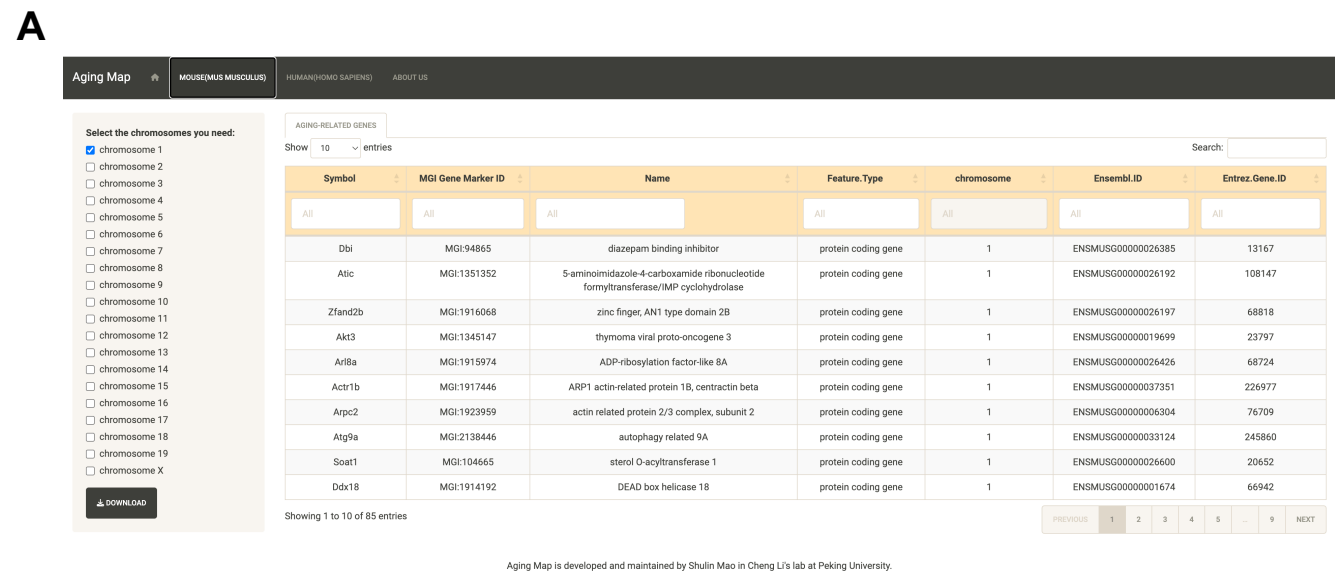 A
Aging Map MOUSE(MUS MUSCULUS) HUMAN(HOMO SAPIENS) ABOUT US
Select the chromosomes you need:
chromosome 1
chromosome 2
chromosome 3
chromosome 4
chromosome 5
chromosome 6
chromosome 7
chromosome 8
chromosome 9
chromosome 10
chromosome 11
chromosome 12
chromosome 13
chromosome 14
chromosome 15
chromosome 16
chromosome 17
chromosome 18
chromosome 19
chromosome X
DOWNLOAD
AGING-RELATED GENES
Show 10 entries Search:
Symbol MGI Gene Marker ID Name Feature.Type chromosome Ensembl.ID Entrez.Gene.ID
All All All All All All All
Dbi MGI:94865 diazepam binding inhibitor protein coding gene 1 ENSMUSG00000026385 13167
Atic MGI:1351352 5-aminoimidazole-4-carboxamide ribonucleotide protein coding gene 1 ENSMUSG00000026192 108147
formyltransferase/IMP cyclohydrolase
Zfand2b MGI:1916068 zinc finger, AN1 type domain 2B protein coding gene 1 ENSMUSG00000026197 68818
Akt3 MGI:1345147 thymoma viral proto-oncogene 3 protein coding gene 1 ENSMUSG00000019699 23797
Arl8a MGI:1915974 ADP-ribosylation factor-like 8A protein coding gene 1 ENSMUSG00000026426 68724
Actr1b MGI:1917446 ARP1 actin-related protein 1B, centractin beta protein coding gene 1 ENSMUSG00000037351 226977
Arpc2 MGI:1923959 actin related protein 2/3 complex, subunit 2 protein coding gene 1 ENSMUSG00000006304 76709
Atg9a MGI:2138446 autophagy related 9A protein coding gene 1 ENSMUSG00000033124 245860
Soat1 MGI:104665 sterol O-acyltransferase 1 protein coding gene 1 ENSMUSG00000026600 20652
Ddx18 MGI:1914192 DEAD box helicase 18 protein coding gene 1 ENSMUSG00000001674 66942
Showing 1 to 10 of 85 entries PREVIOUS 1 2 3 4 5 ... 9 NEXT
Aging Map is developed and maintained by Shulin Mao in Cheng Li's lab at Peking University.